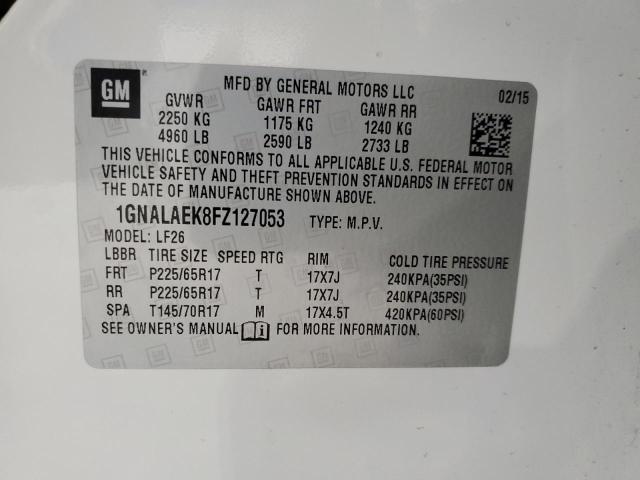 GM
MFD BY GENERAL MOTORS LLC 02/15
GVWR GAWR FRT GAWR RR
2250 KG 1175 KG 1240 KG
4960 LB 2590 LB 2733 LB
THIS VEHICLE CONFORMS TO ALL APPLICABLE U.S. FEDERAL MOTOR
VEHICLE SAFETY AND THEFT PREVENTION STANDARDS IN EFFECT ON
THE DATE OF MANUFACTURE SHOWN ABOVE.
1GNALAEK8FZ127053 TYPE: M.P.V.
MODEL: LF26
LBBR TIRE SIZE SPEED RTG RIM COLD TIRE PRESSURE
FRT P225/65R17 T 17X7J 240KPA(35PSI)
RR P225/65R17 T 17X7J 240KPA(35PSI)
SPA T145/70R17 M 17X4.5T 420KPA(60PSI)
SEE OWNER'S MANUAL FOR MORE INFORMATION.